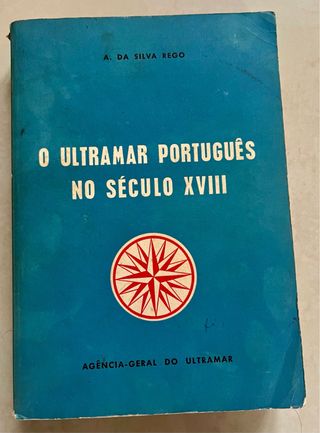 A. DA SILVA REGO
O ULTRAMAR PORTUGUÊS
NO SÉCULO XVIII
AGÊNCIA-GERAL DO ULTRAMAR